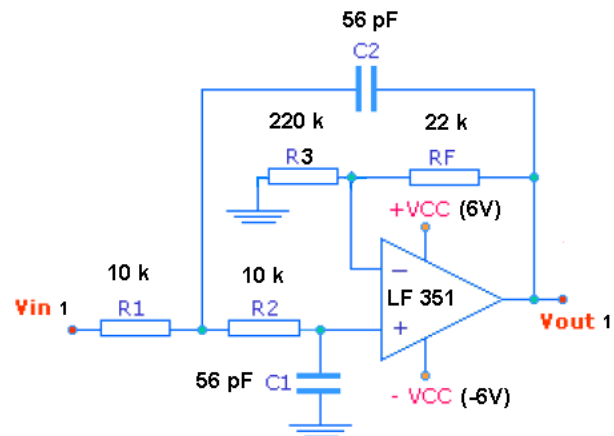 56 pF
C2
220 k
22 k
R3
RF
+VCC (6V)
10 k
10 k
LF 351
Vin 1
R1
R2
Vout 1
56 pF
C1
- VCC (-6V)